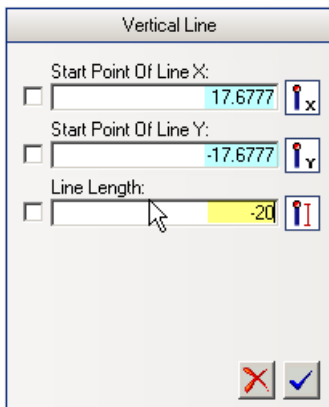 Vertical Line
Start Point Of Line X:
17.6777
X
Start Point Of Line Y:
-17.6777
Y
Line Length:
-20